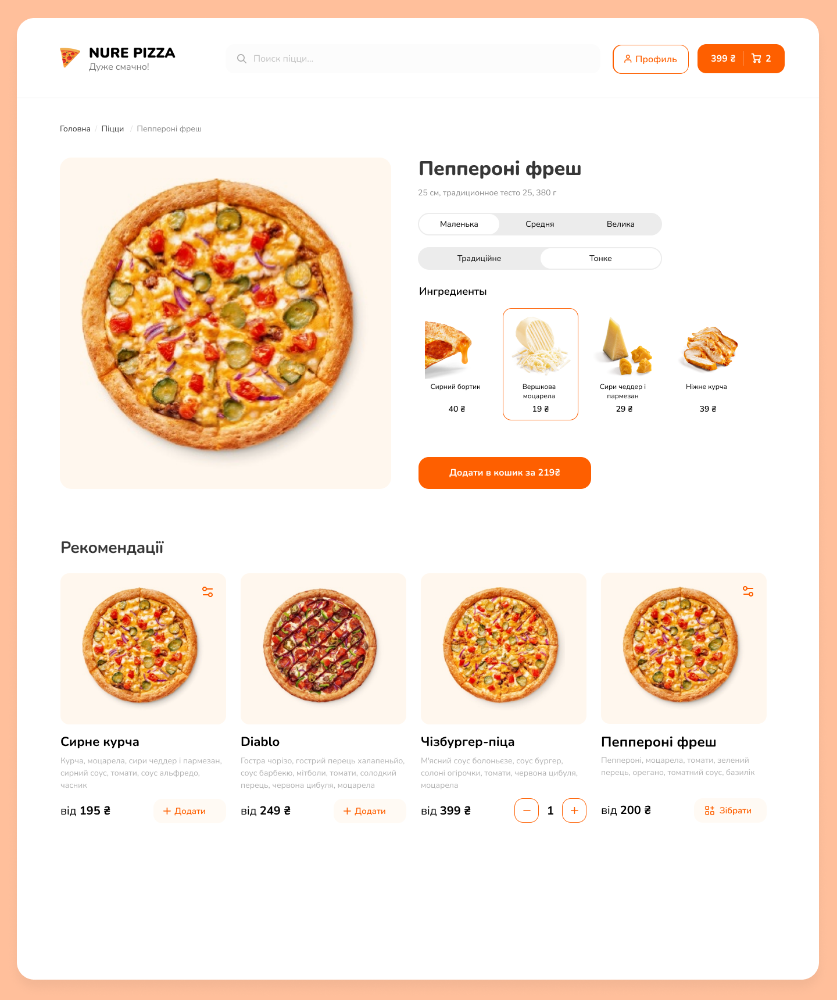 NURE PIZZA
Дуже смачно!
Поиск піцци...
Профиль
399 ₴
2
Головна / Піцци / Пеппероні фреш
Пеппероні фреш
25 см, традиционное тесто 25, 380 г
Маленька Средня Велика
Традиційне Тонке
Ингредиенты
Сирний бортик
40 ₴
Вершкова
моцарела
19 ₴
Сири чеддер і
пармезан
29 ₴
Ніжне курча
39 ₴
Додати в кошик за 219₴
Рекомендації
Сирне курча
Курча, моцарела, сири чеддер і пармезан,
сирний соус, томати, соус альфредо,
часник
від 195 ₴
Додати
Diablo
Гостра чорізо, гострий перець халапеньйо,
соус барбекю, мітболи, томати, солодкий
перець, червона цибуля, моцарела
від 249 ₴
Додати
Чізбургер-піца
М'ясний соус болоньєзе, соус бургер,
солоні огірочки, томати, червона цибуля,
моцарела
від 399 ₴
1
Пеппероні фреш
Пеппероні, моцарела, томати, зелений
перець, орегано, томатний соус, базилік
від 200 ₴
Зібрати